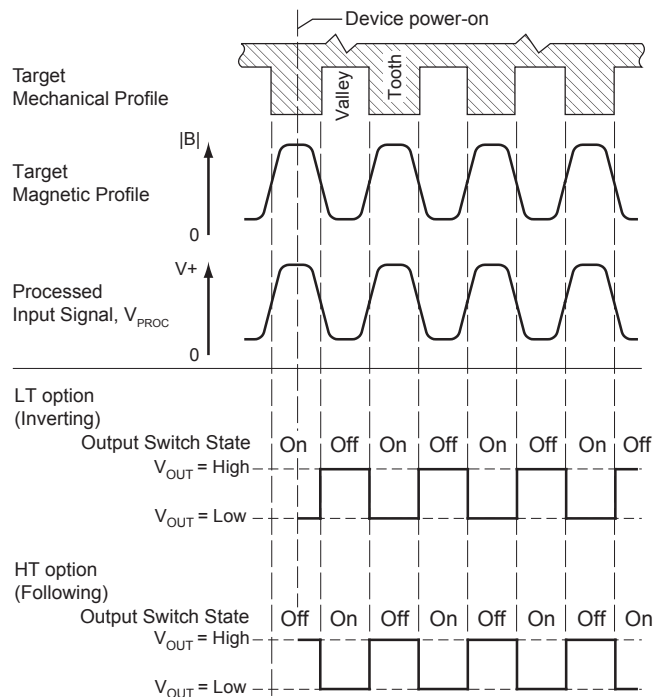 Device power-on
Target
Mechanical Profile
Valley
Tooth
|B|
Target
Magnetic Profile
0
V+
Processed
Input Signal, VPROC
0
LT option
(Inverting)
Output Switch State On Off On Off On Off On Off
VOUT = High
VOUT = Low
HT option
(Following)
Output Switch State Off On Off On Off On Off On
VOUT = High
VOUT = Low